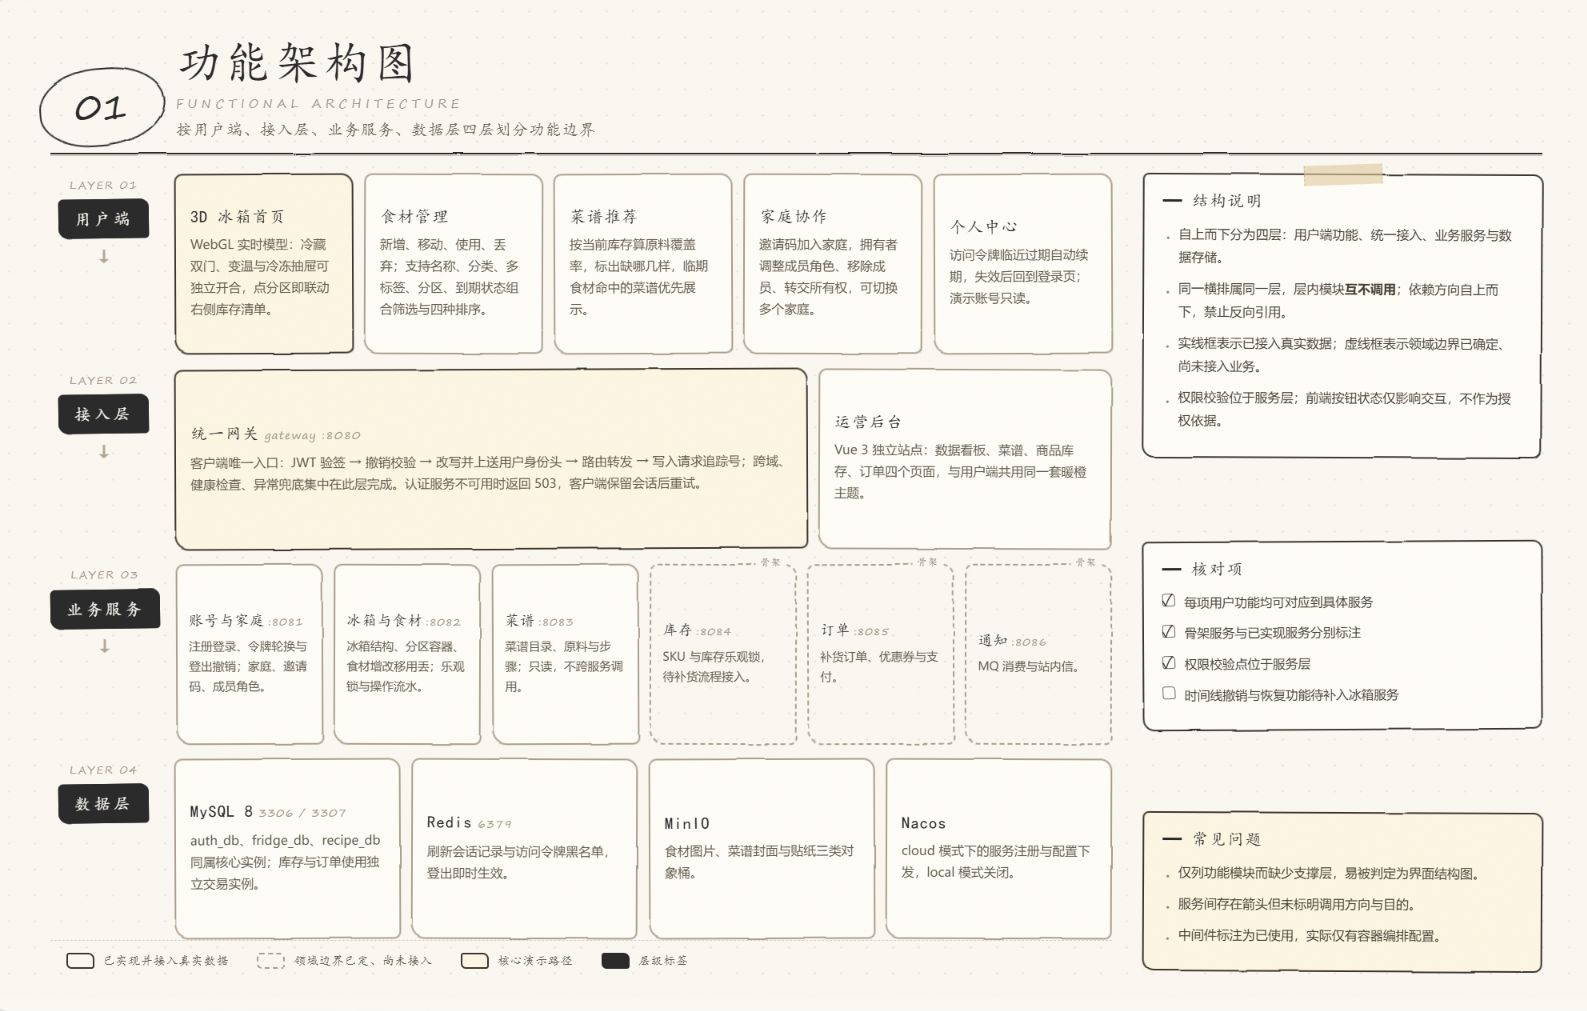 01
功能架构图
FUNCTIONAL ARCHITECTURE
按用户端、接入层、业务服务、数据层四层划分功能边界
LAYER 01
用户端
↓
3D 冰箱首页
WebGL 实时模型：冷藏
双门、变温与冷冻抽屉可
独立开合，点分区即联动
右侧库存清单。
食材管理
新增、移动、使用、丢
弃；支持名称、分类、多
标签、分区、到期状态组
合筛选与四种排序。
菜谱推荐
按当前库存算原料覆盖
率，标出缺哪几样，临期
食材命中的菜谱优先展
示。
家庭协作
邀请码加入家庭，拥有者
调整成员角色、移除成
员、转交所有权，可切换
多个家庭。
个人中心
访问令牌临近过期自动续
期，失效后回到登录页；
演示账号只读。
LAYER 02
接入层
↓
统一网关 gateway :8080
客户端唯一入口：JWT 验签 → 撤销校验 → 改写并上送用户身份头 → 路由转发 → 写入请求追踪号；跨域、
健康检查、异常兜底集中在此层完成。认证服务不可用时返回 503，客户端保留会话后重试。
运营后台
Vue 3 独立站点：数据看板、菜谱、商品库
存、订单四个页面，与用户端共用同一套暖橙
主题。
LAYER 03
业务服务
↓
账号与家庭 :8081
注册登录、令牌轮换与
登出撤销；家庭、邀请
码、成员角色。
冰箱与食材 :8082
冰箱结构、分区容器、
食材增改移用丢；乐观
锁与操作流水。
菜谱 :8083
菜谱目录、原料与步
骤；只读，不跨服务调
用。
骨架
库存 :8084
SKU 与库存乐观锁，
待补货流程接入。
骨架
订单 :8085
补货订单、优惠券与支
付。
骨架
通知 :8086
MQ 消费与站内信。
LAYER 04
数据层
MySQL 8 3306 / 3307
auth_db、fridge_db、recipe_db
同属核心实例；库存与订单使用独
立交易实例。
Redis 6379
刷新会话记录与访问令牌黑名单，
登出即时生效。
MinIO
食材图片、菜谱封面与贴纸三类对
象桶。
Nacos
cloud 模式下的服务注册与配置下
发，local 模式关闭。
已实现并接入真实数据
领域边界已定、尚未接入
核心演示路径
层级标签
结构说明
· 自上而下分为四层：用户端功能、统一接入、业务服务与数
据存储。
· 同一横排属同一层，层内模块互不调用；依赖方向自上而
下，禁止反向引用。
· 实线框表示已接入真实数据；虚线框表示领域边界已确定、
尚未接入业务。
· 权限校验位于服务层；前端按钮状态仅影响交互，不作为授
权依据。
核对项
每项用户功能均可对应到具体服务
骨架服务与已实现服务分别标注
权限校验点位于服务层
时间线撤销与恢复功能待补入冰箱服务
常见问题
· 仅列功能模块而缺少支撑层，易被判定为界面结构图。
· 服务间存在箭头但未标明调用方向与目的。
· 中间件标注为已使用，实际仅有容器编排配置。